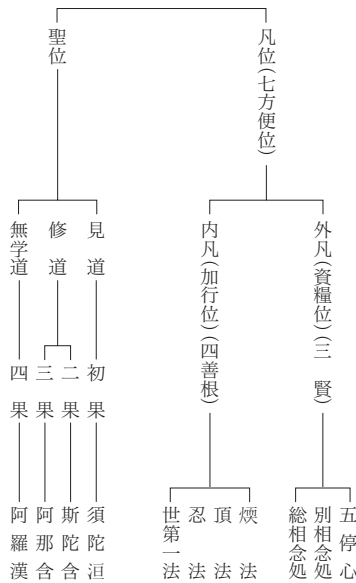 凡位(七方便位)
外凡(資糧位)(三 賢)
五停心
別相念処
総相念処
内凡(加行位)(四善根)
煗 法
頂 法
忍 法
世第一法
聖位
見 道
初 果
須陀洹
修 道
二 果
斯陀含
三 果
阿那含
無学道
四 果
阿羅漢